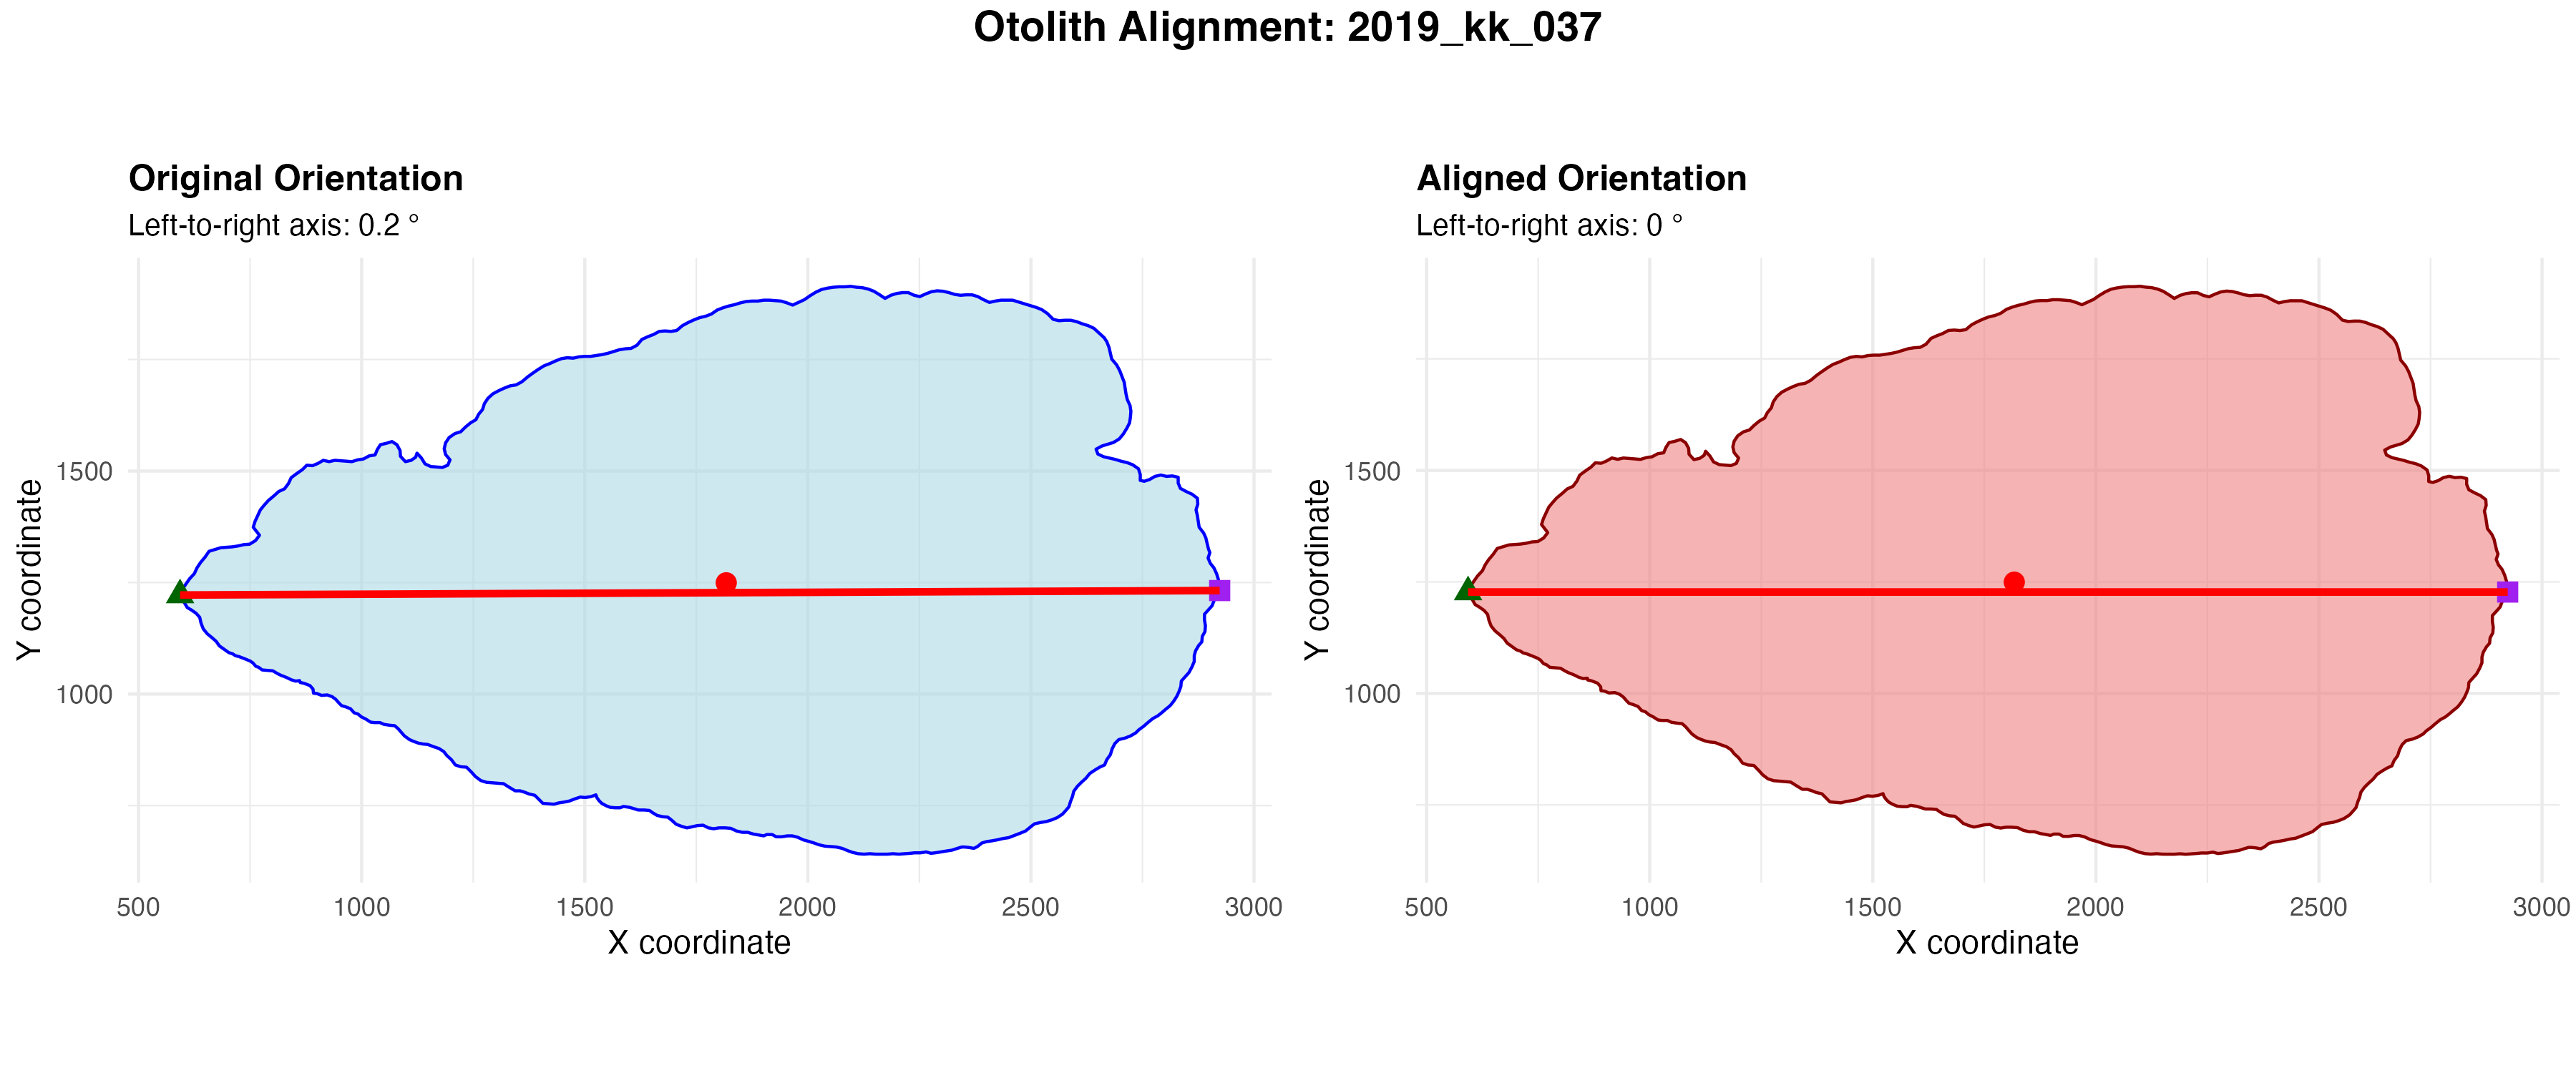 Otolith Alignment: 2019_kk_037
Original Orientation
Left-to-right axis: 0.2 °
Y coordinate
1500
1000
500 1000 1500 2000 2500 3000
X coordinate
Aligned Orientation
Left-to-right axis: 0 °
Y coordinate
1500
1000
500 1000 1500 2000 2500 3000
X coordinate